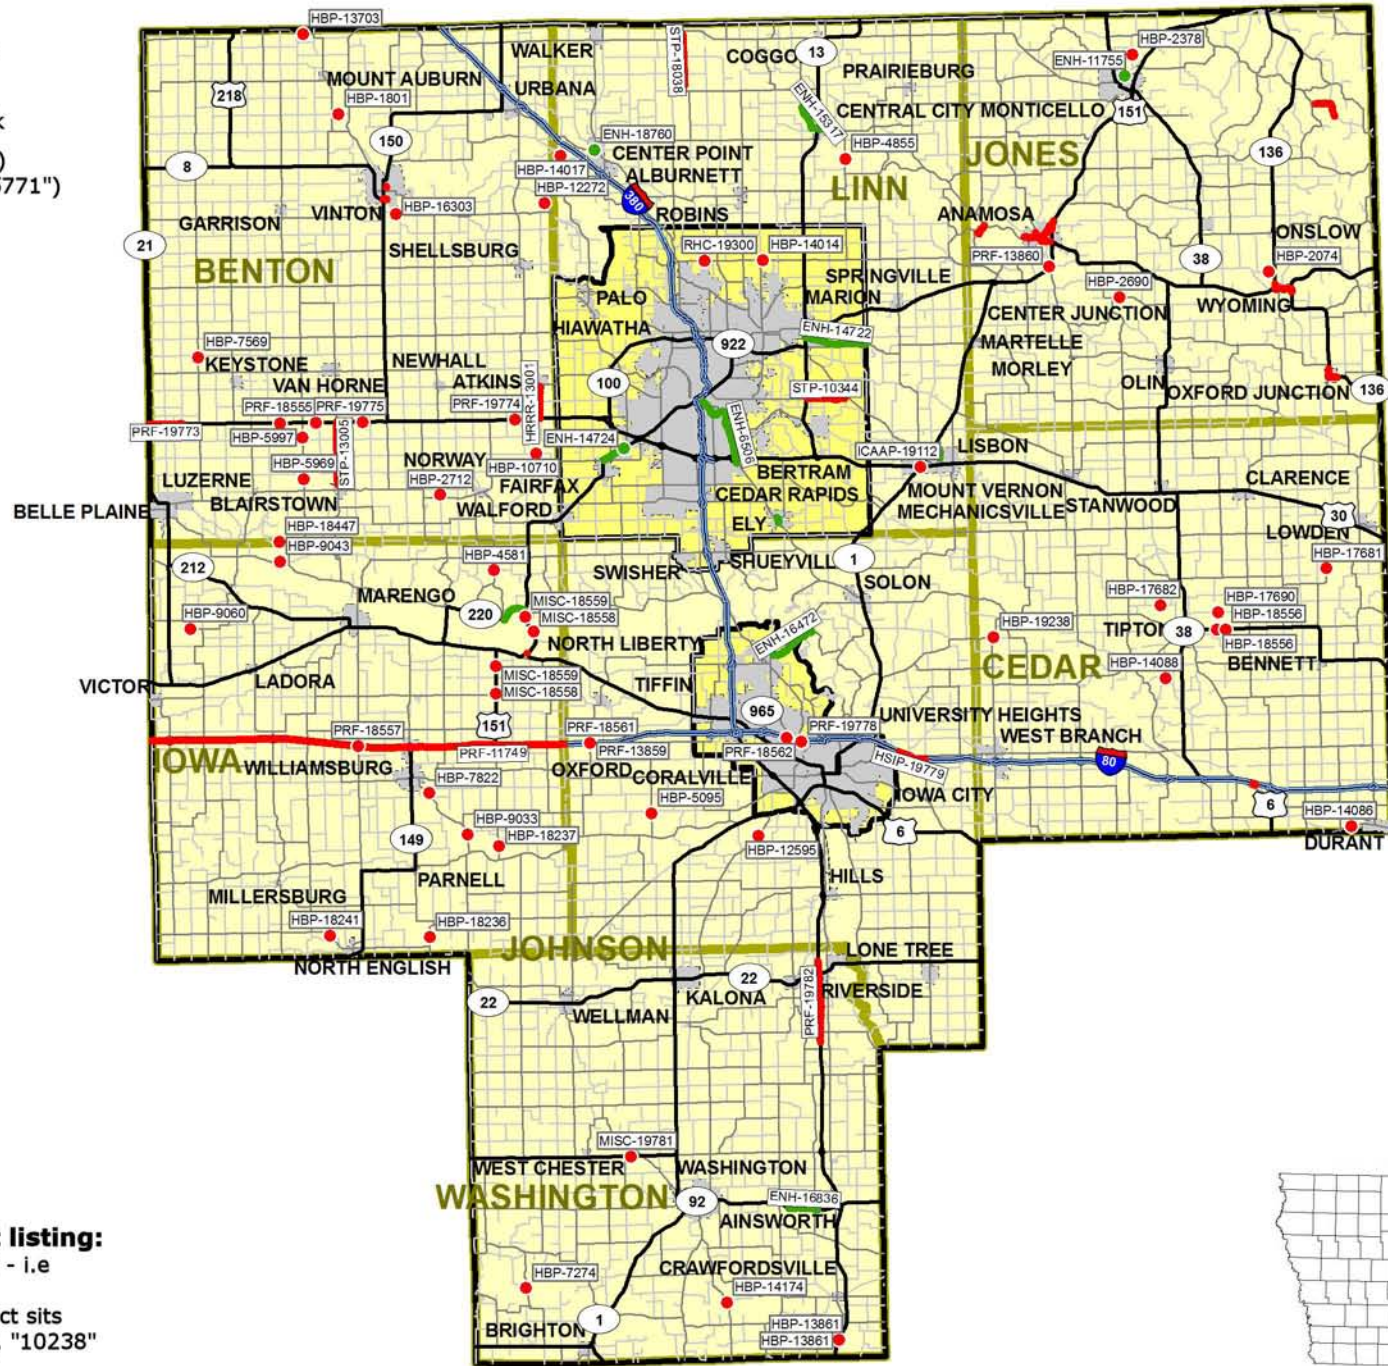 HBP-13703
WALKER
COGGO
13
HBP-2378
ENH-11755
STP-18038
PRAIRIEBURG
MOUNT AUBURN
URBANA
218
HBP-1801
ENH-15317
CENTRAL CITY MONTICELLO
151
k
150
ENH-18760
HBP-4855
JONES
136
)
8
HBP-14017
CENTER POINT
5771")
HBP-12272
ALBURNETT
LINN
380
GARRISON
VINTON
HBP-16303
ROBINS
ANAMOSA
21
SHELLSBURG
RHC-19300
HBP-14014
PRF-13860
38
ONSLOW
HBP-2074
BENTON
SPRINGVILLE
HBP-2690
PALO
MARION
WYOMING
HIAWATHA
ENH-14722
CENTER JUNCTION
922
MARTELLE
HBP-7569
KEYSTONE
NEWHALL
MORLEY
VAN HORNE
ATKINS
100
STP-10344
OLIN
OXFORD JUNCTION
136
PRF-18555
PRF-19775
PRF-19774
HRRR-13001
PRF-19773
HBP-5997
ENH-14724
ENH-6506
STP-13005
HBP-5969
NORWAY
HBP-10710
ICAAP-19112
LISBON
LUZERNE
HBP-2712
FAIRFAX
BERTRAM
CLARENCE
BLAIRSTOWN
WALFORD
CEDAR RAPIDS
MOUNT VERNON
BELLE PLAINE
MECHANICSVILLE
STANWOOD
30
HBP-18447
ELY
LOWDEN
HBP-9043
HBP-4581
SHUEYVILL
1
HBP-17681
212
SWISHER
SOLON
MARENGO
HBP-17682
HBP-17690
HBP-9060
220
MISC-18559
HBP-18556
MISC-18558
ENH-16472
HBP-19238
TIPTON
38
HBP-18556
NORTH LIBERTY
CEDAR
HBP-14088
BENNETT
VICTOR
LADORA
MISC-18559
TIFFIN
MISC-18558
965
151
UNIVERSITY HEIGHTS
PRF-18557
PRF-18561
PRF-19778
WEST BRANCH
PRF-11749
PRF-13859
PRF-18562
HSIP-19779
80
IOWA
WILLIAMSBURG
OXFORD
CORALVILLE
HBP-7822
IOWA CITY
HBP-5095
6
HBP-14086
HBP-9033
149
HBP-18237
HBP-12595
6
DURANT
PARNELL
HILLS
MILLERSBURG
HBP-18241
HBP-18236
JOHNSON
LONE TREE
NORTH ENGLISH
22
22
KALONA
PRF-19782
RIVERSIDE
WELLMAN
MISC-19781
WEST CHESTER
WASHINGTON
WASHINGTON
92
ENH-16836
AINSWORTH
listing:
- i.e
CRAWFORDSVILLE
HBP-7274
HBP-14174
ct sits
"10238"
BRIGHTON
1
HBP-13861
HBP-13861